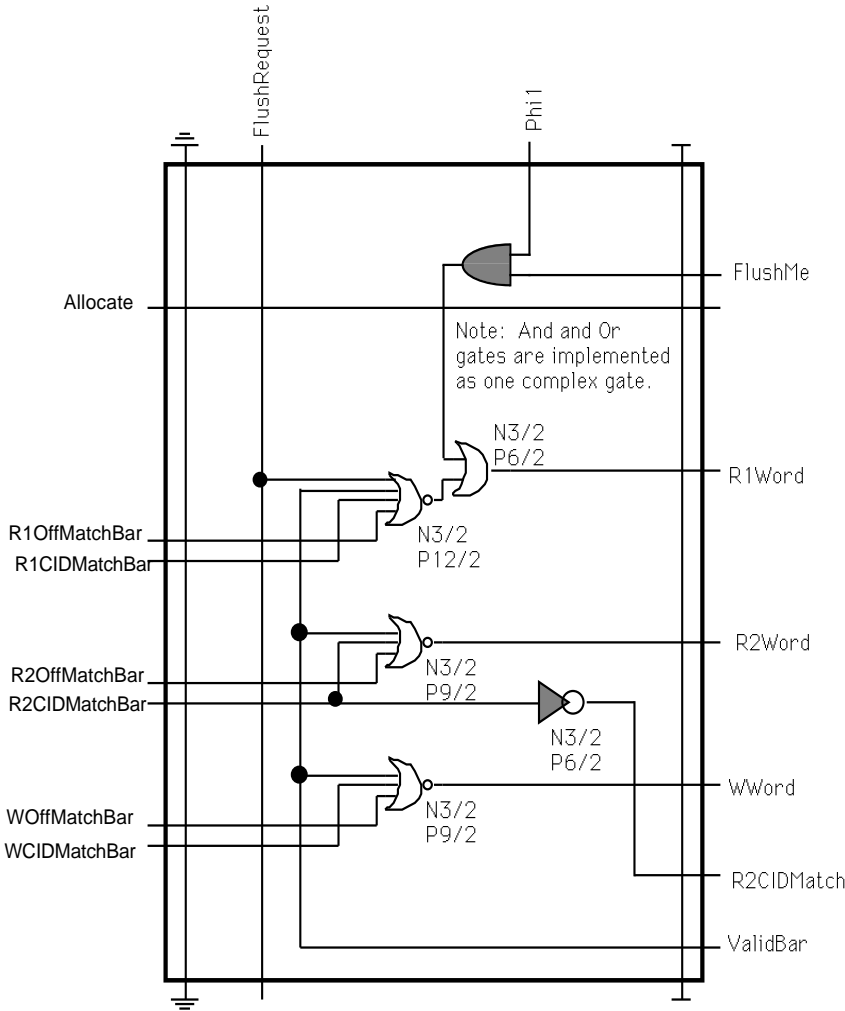 FlushRequest
Phi1
FlushMe
Allocate
Note: And and Or
gates are implemented
as one complex gate.
N3/2
P6/2
R1Word
R1OffMatchBar
R1CIDMatchBar
N3/2
P12/2
R2Word
R2OffMatchBar
R2CIDMatchBar
N3/2
P9/2
N3/2
P6/2
WWord
WOffMatchBar
WCIDMatchBar
N3/2
P9/2
R2CIDMatch
ValidBar